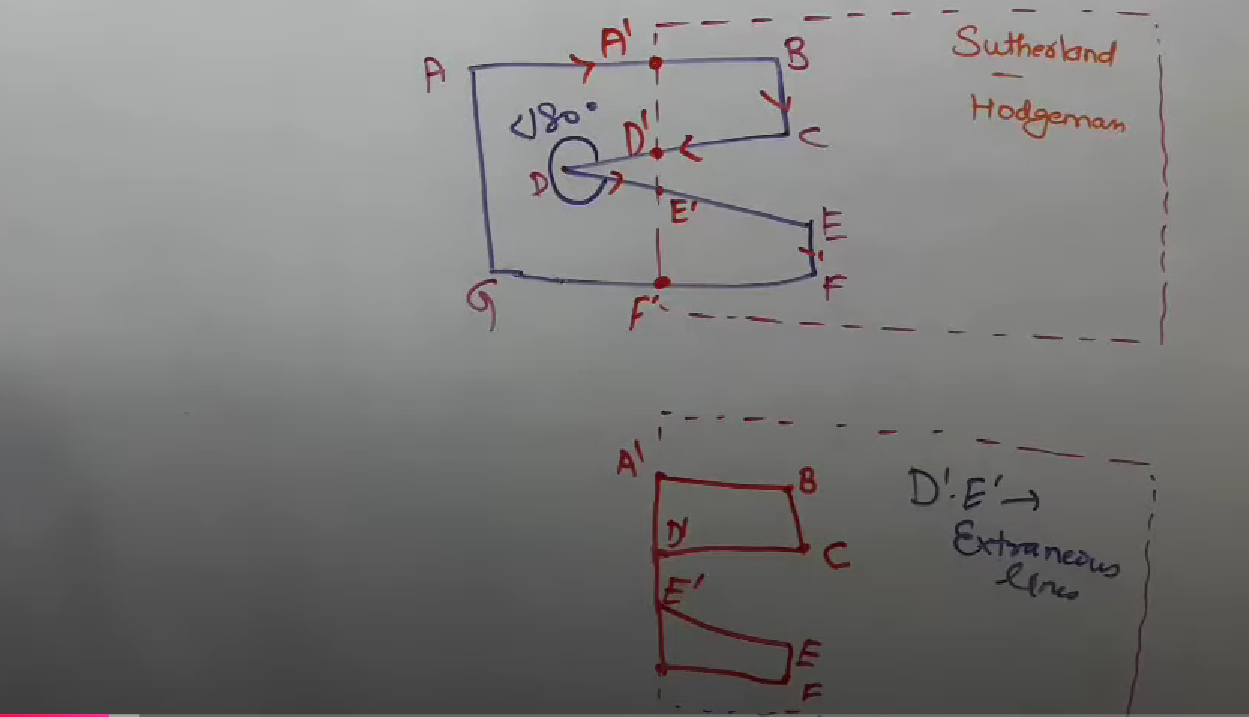 Sutherland
-
Hodgeman
A
A'
B
<180°
D'
C
D
E'
E
F
G
F'
A'
B
D'
C
E'
E
F
D'.E' →
Extraneous
lines